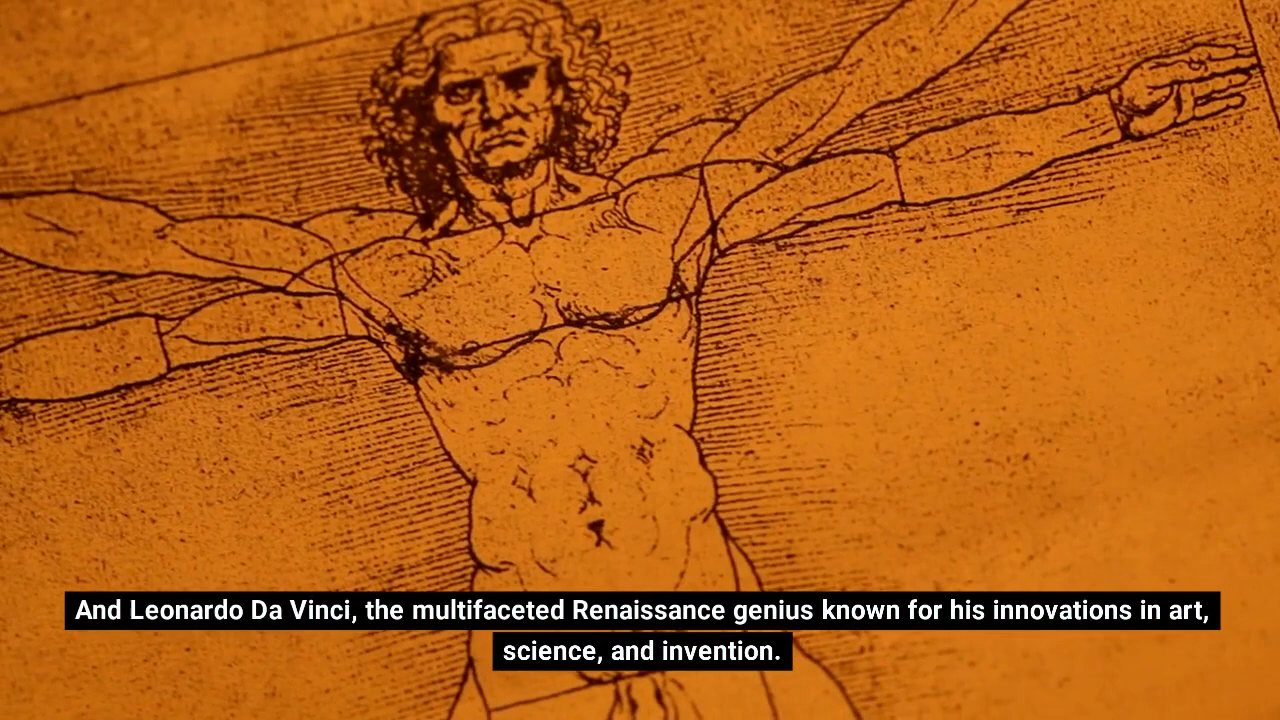 And Leonardo Da Vinci, the multifaceted Renaissance genius known for his innovations in art,
science, and invention.